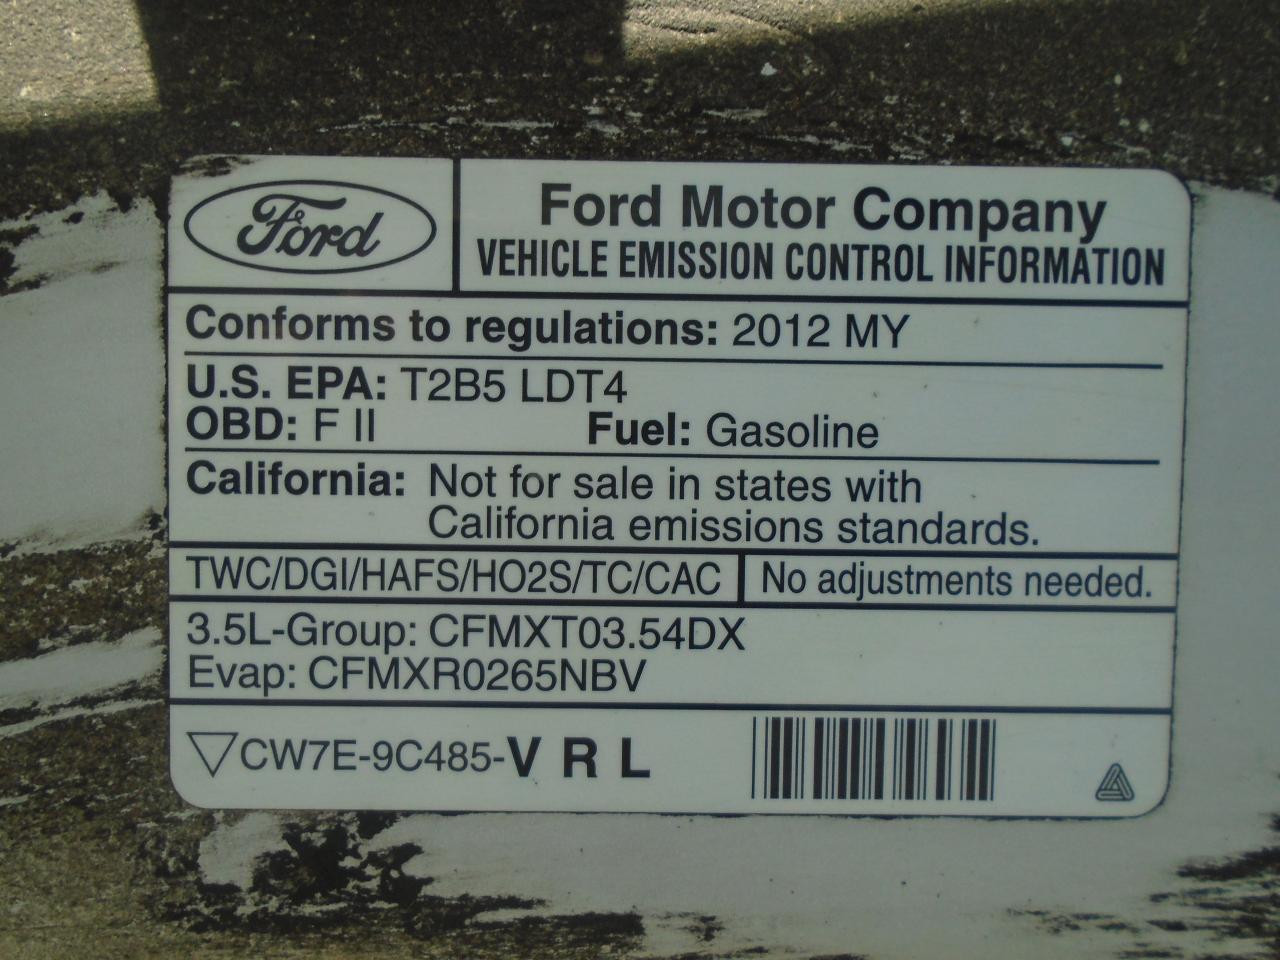 Ford
Ford Motor Company
VEHICLE EMISSION CONTROL INFORMATION
Conforms to regulations: 2012 MY
U.S. EPA: T2B5 LDT4
OBD: F II Fuel: Gasoline
California: Not for sale in states with
California emissions standards.
TWC/DGI/HAFS/HO2S/TC/CAC No adjustments needed.
3.5L-Group: CFMXT03.54DX
Evap: CFMXR0265NBV
CW7E-9C485-V R L